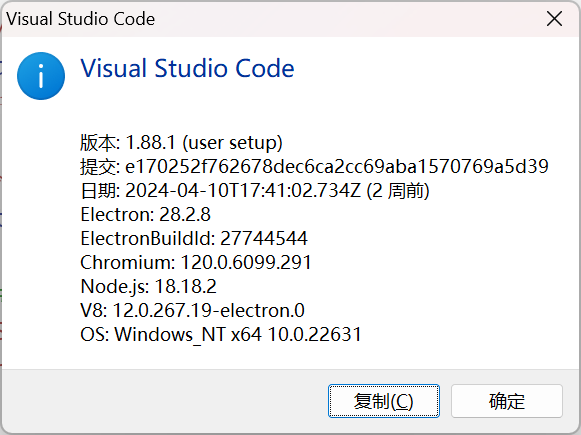 Visual Studio Code
Visual Studio Code
版本: 1.88.1 (user setup)
提交: e170252f762678dec6ca2cc69aba1570769a5d39
日期: 2024-04-10T17:41:02.734Z (2 周前)
Electron: 28.2.8
ElectronBuildId: 27744544
Chromium: 120.0.6099.291
Node.js: 18.18.2
V8: 12.0.267.19-electron.0
OS: Windows_NT x64 10.0.22631
复制(C) 确定